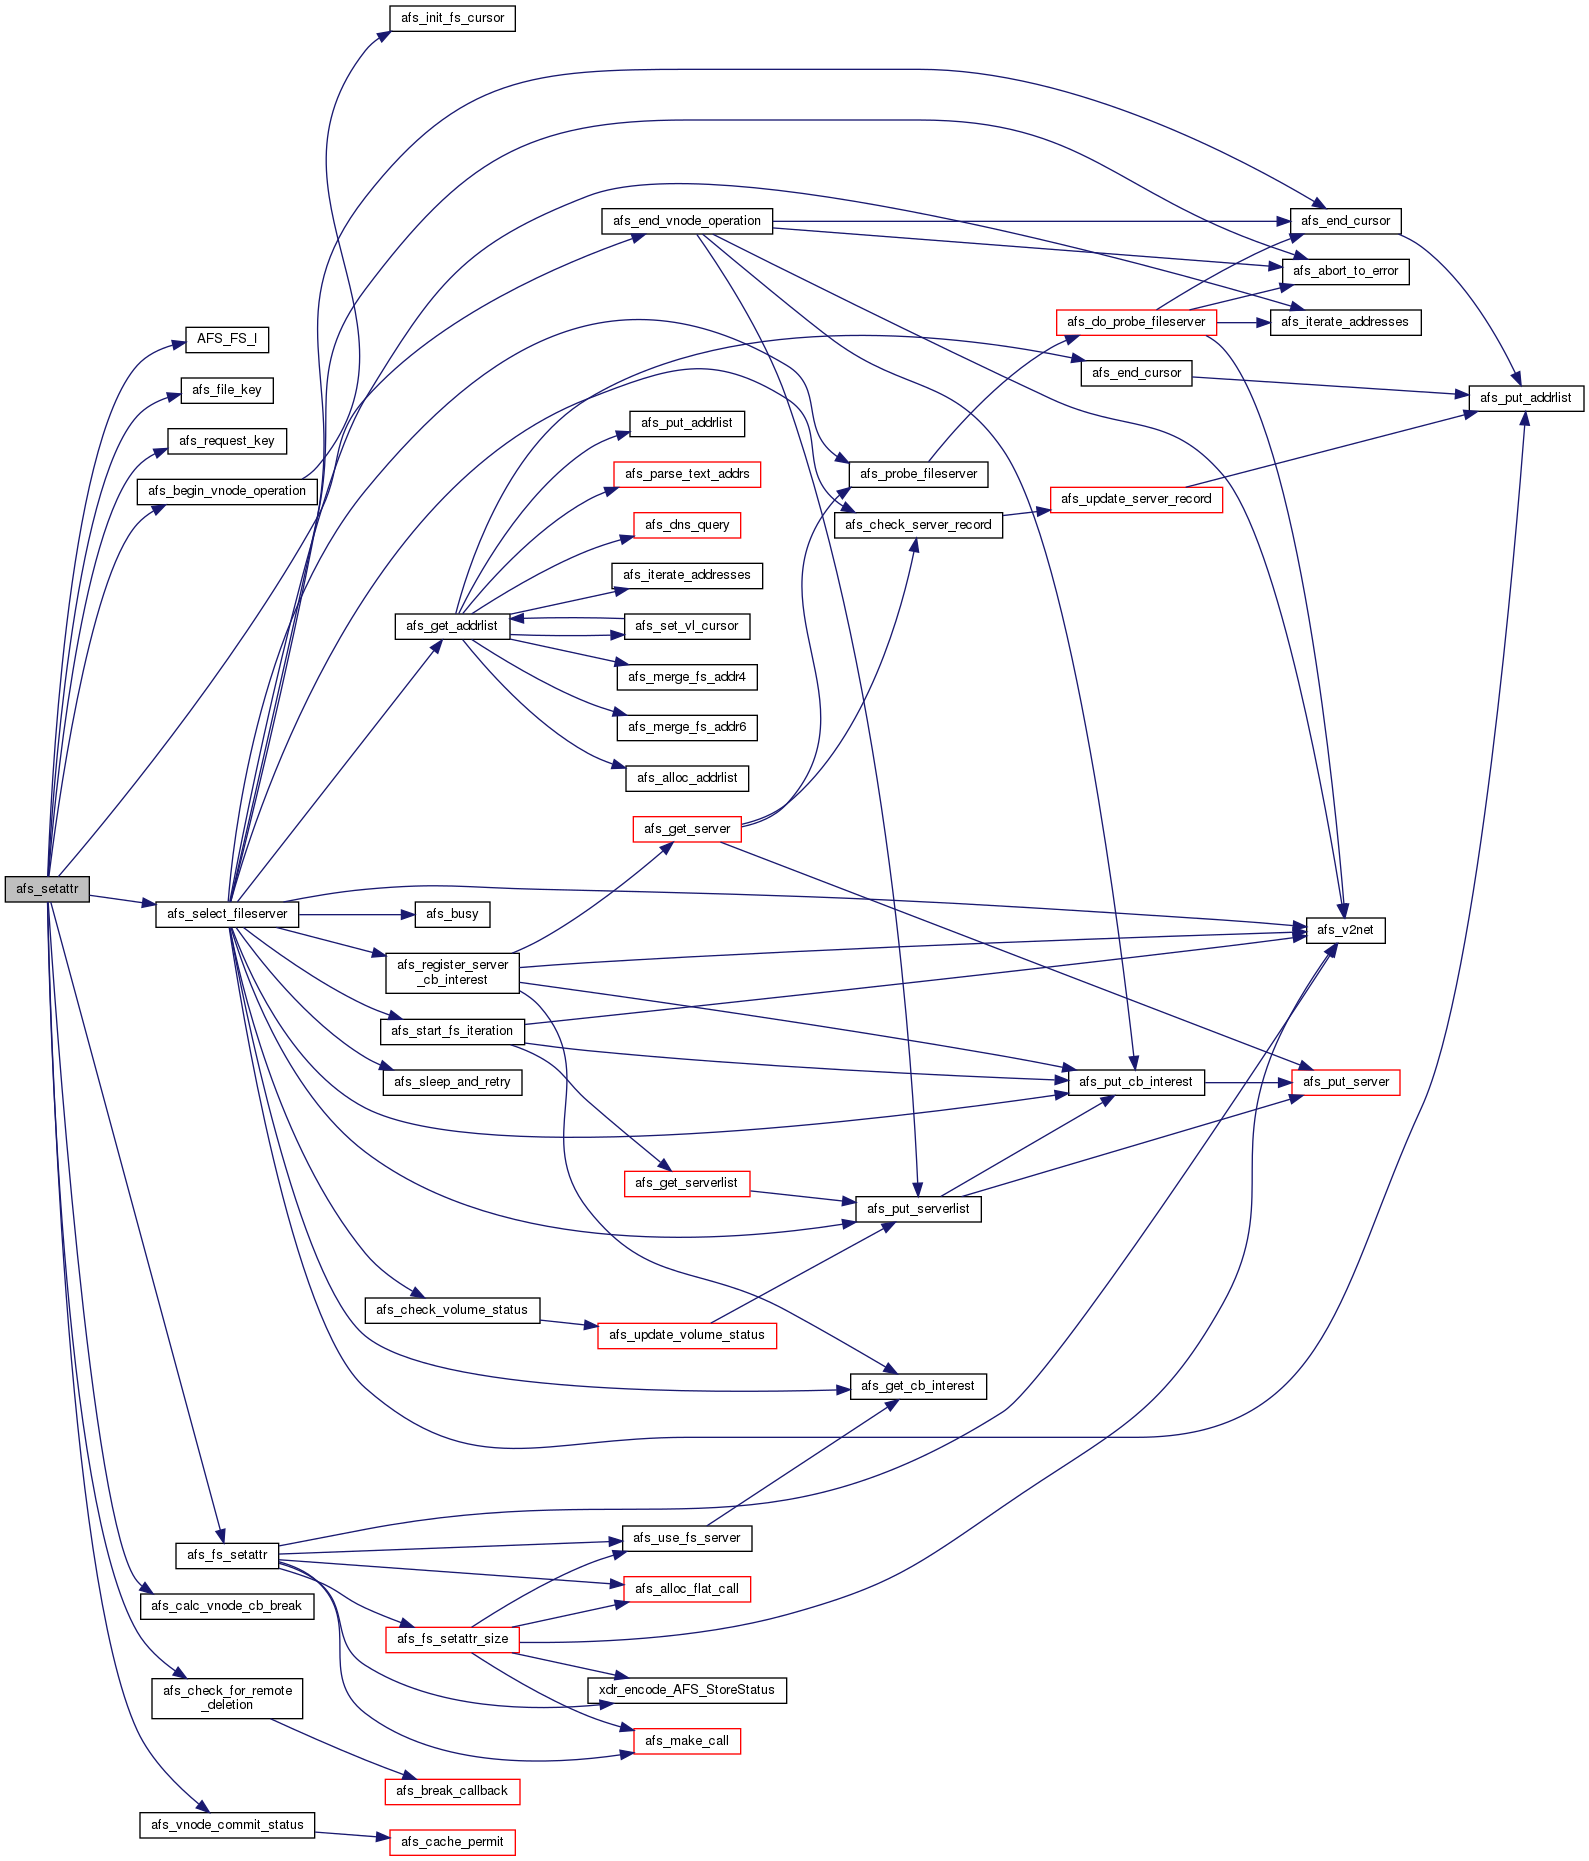 afs_init_fs_cursor
afs_end_vnode_operation
afs_end_cursor
afs_abort_to_error
afs_do_probe_fileserver
afs_iterate_addresses
AFS_FS_I
afs_end_cursor
afs_file_key
afs_put_addrlist
afs_put_addrlist
afs_request_key
afs_probe_fileserver
afs_parse_text_addrs
afs_begin_vnode_operation
afs_update_server_record
afs_check_server_record
afs_dns_query
afs_iterate_addresses
afs_get_addrlist
afs_set_vl_cursor
afs_merge_fs_addr4
afs_merge_fs_addr6
afs_alloc_addrlist
afs_get_server
afs_setattr
afs_select_fileserver
afs_busy
afs_v2net
afs_register_server
_cb_interest
afs_start_fs_iteration
afs_sleep_and_retry
afs_put_cb_interest
afs_put_server
afs_get_serverlist
afs_put_serverlist
afs_check_volume_status
afs_update_volume_status
afs_get_cb_interest
afs_use_fs_server
afs_fs_setattr
afs_alloc_flat_call
afs_calc_vnode_cb_break
afs_fs_setattr_size
xdr_encode_AFS_StoreStatus
afs_check_for_remote
_deletion
afs_make_call
afs_break_callback
afs_vnode_commit_status
afs_cache_permit